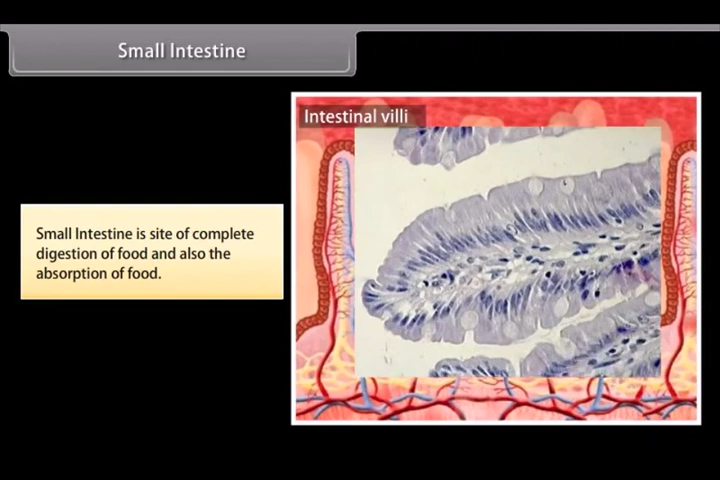 Small Intestine
Intestinal villi
Small Intestine is site of complete
digestion of food and also the
absorption of food.